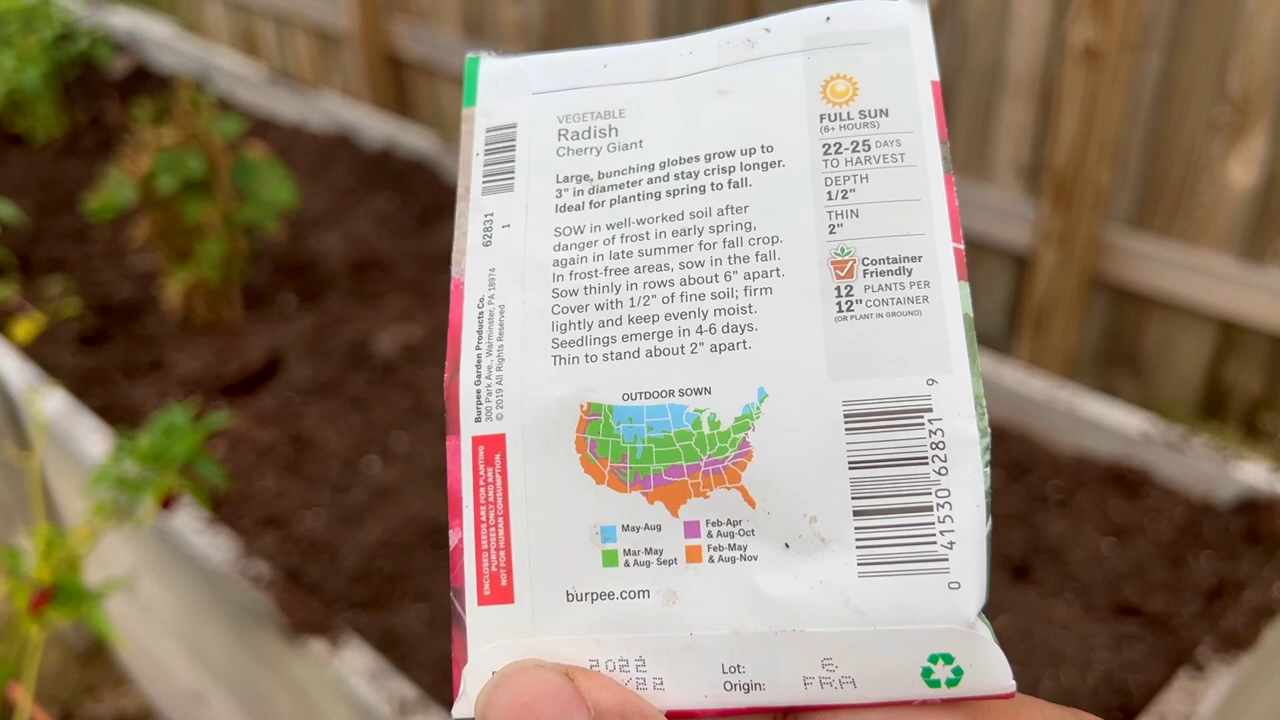 VEGETABLE
Radish
Cherry Giant
Large, bunching globes grow up to
3" in diameter and stay crisp longer.
Ideal for planting spring to fall.
SOW in well-worked soil after
danger of frost in early spring,
again in late summer for fall crop.
In frost-free areas, sow in the fall.
Sow thinly in rows about 6" apart.
Cover with 1/2" of fine soil; firm
lightly and keep evenly moist.
Seedlings emerge in 4-6 days.
Thin to stand about 2" apart.
FULL SUN
(6+ HOURS)
22-25 DAYS
TO HARVEST
DEPTH
1/2"
THIN
2"
Container
Friendly
12 PLANTS PER
12" CONTAINER
(OR PLANT IN GROUND)
62831
1
Burpee Garden Products Co.
300 Park Ave., Warminster, PA 18974
© 2019 All Rights Reserved
ENCLOSED SEEDS ARE FOR PLANTING
PURPOSES ONLY AND ARE
NOT FOR HUMAN CONSUMPTION.
OUTDOOR SOWN
May-Aug
Mar-May
& Aug-Sept
Feb-Apr
& Aug-Oct
Feb-May
& Aug-Nov
burpee.com
0 41530 62831 9
2022
Lot: 6
Origin: FRA